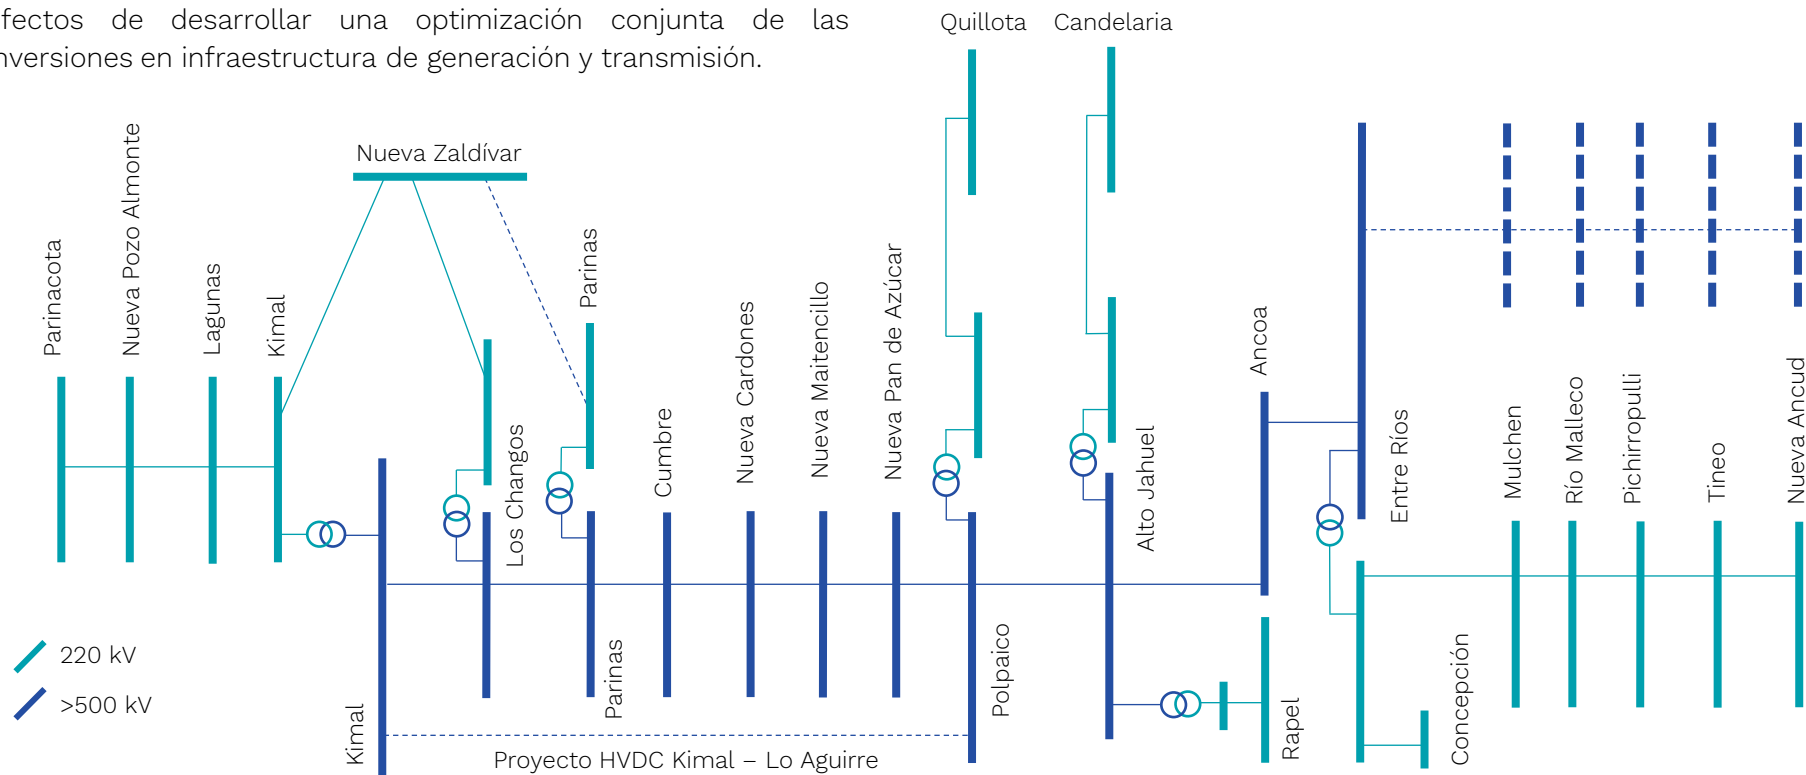 fectos de desarrollar una optimización conjunta de las
nversiones en infraestructura de generación y transmisión.
Quillota
Candelaria
Nueva Zaldívar
Parinacota
Nueva Pozo Almonte
Lagunas
Kimal
Los Changos
Parinas
Cumbre
Nueva Cardones
Nueva Maitencillo
Nueva Pan de Azúcar
Alto Jahuel
Ancoa
Entre Ríos
Mulchen
Río Malleco
Pichirropulli
Tineo
Nueva Ancud
220 kV
>500 kV
Kimal
Parinas
Polpaico
Rapel
Concepción
Proyecto HVDC Kimal – Lo Aguirre